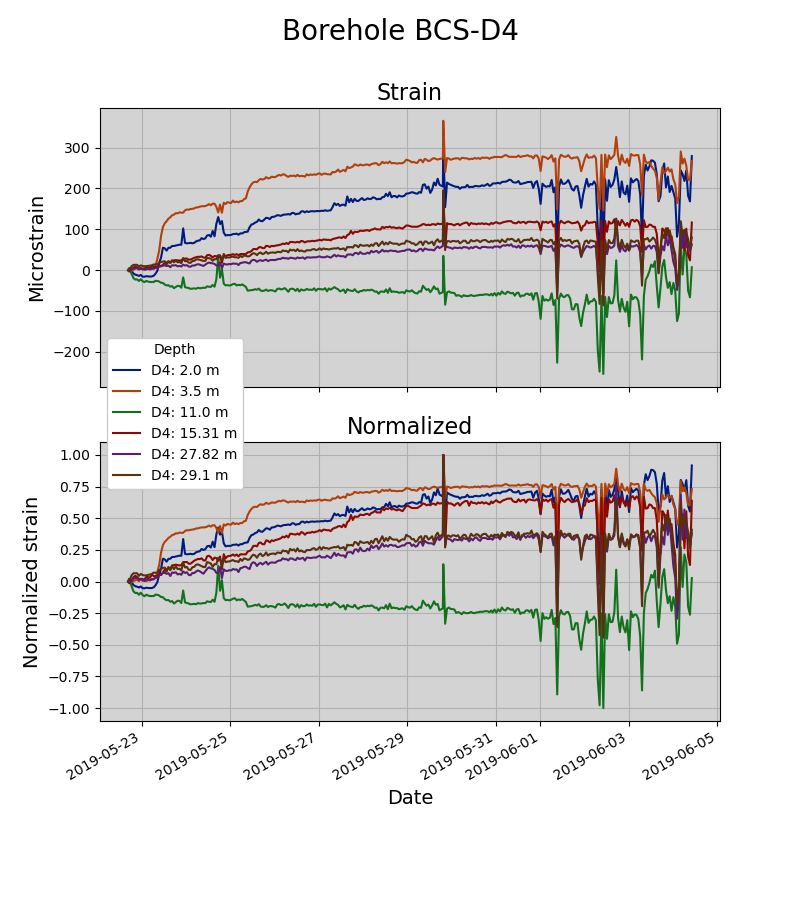 Borehole BCS-D4
Strain
Microstrain
300
200
100
0
−100
−200
Depth
D4: 2.0 m
D4: 3.5 m
D4: 11.0 m
D4: 15.31 m
D4: 27.82 m
D4: 29.1 m
Normalized
Normalized strain
1.00
0.75
0.50
0.25
0.00
−0.25
−0.50
−0.75
−1.00
2019-05-23
2019-05-25
2019-05-27
2019-05-29
2019-05-31
2019-06-01
2019-06-03
2019-06-05
Date